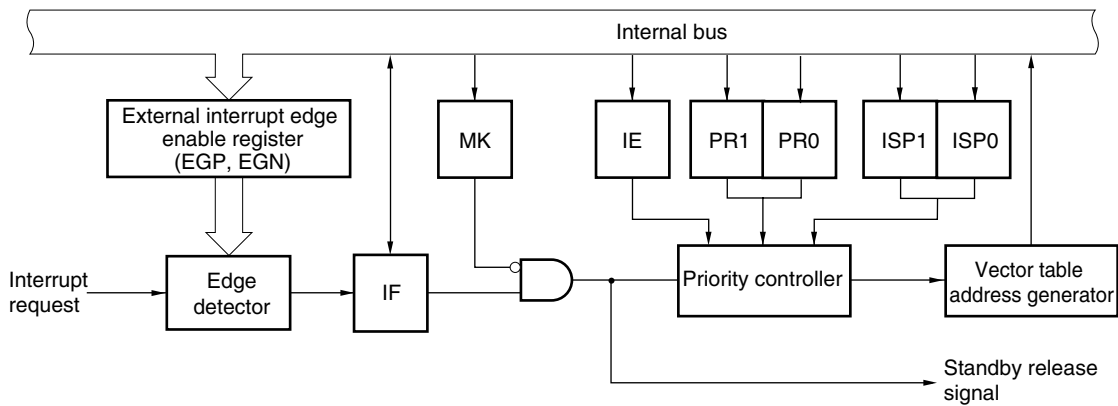 Internal bus
External interrupt edge
enable register
(EGP, EGN)
MK
IE
PR1
PR0
ISP1
ISP0
Interrupt
request
Edge
detector
IF
Priority controller
Vector table
address generator
Standby release
signal